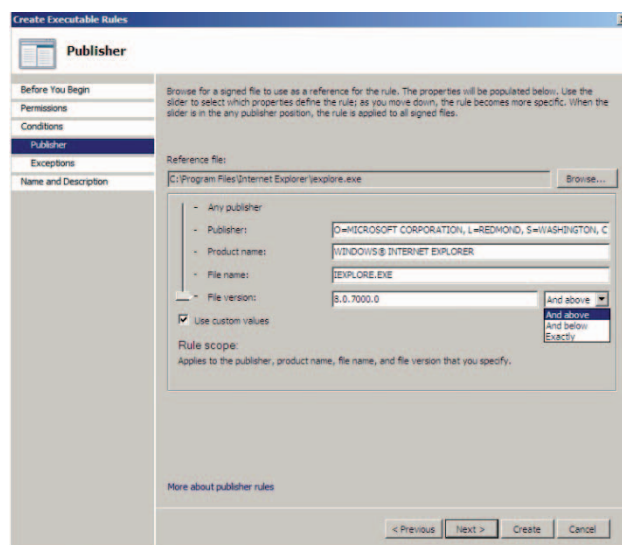 Create Executable Rules
Publisher
Before You Begin
Permissions
Conditions
Publisher
Exceptions
Name and Description
Browse for a signed file to use as a reference for the rule. The properties will be populated below. Use the
slider to select which properties define the rule; as you move down, the rule becomes more specific. When the
slider is in the any publisher position, the rule is applied to all signed files.
Reference file:
C:\Program Files\Internet Explorer\iexplore.exe
Browse...
Any publisher
Publisher:
O=MICROSOFT CORPORATION, L=REDMOND, S=WASHINGTON, C
Product name:
WINDOWS® INTERNET EXPLORER
File name:
IEXPLORE.EXE
File version:
8.0.7000.0
And above
And above
And below
Exactly
Use custom values
Rule scope:
Applies to the publisher, product name, file name, and file version that you specify.
More about publisher rules
< Previous
Next >
Create
Cancel